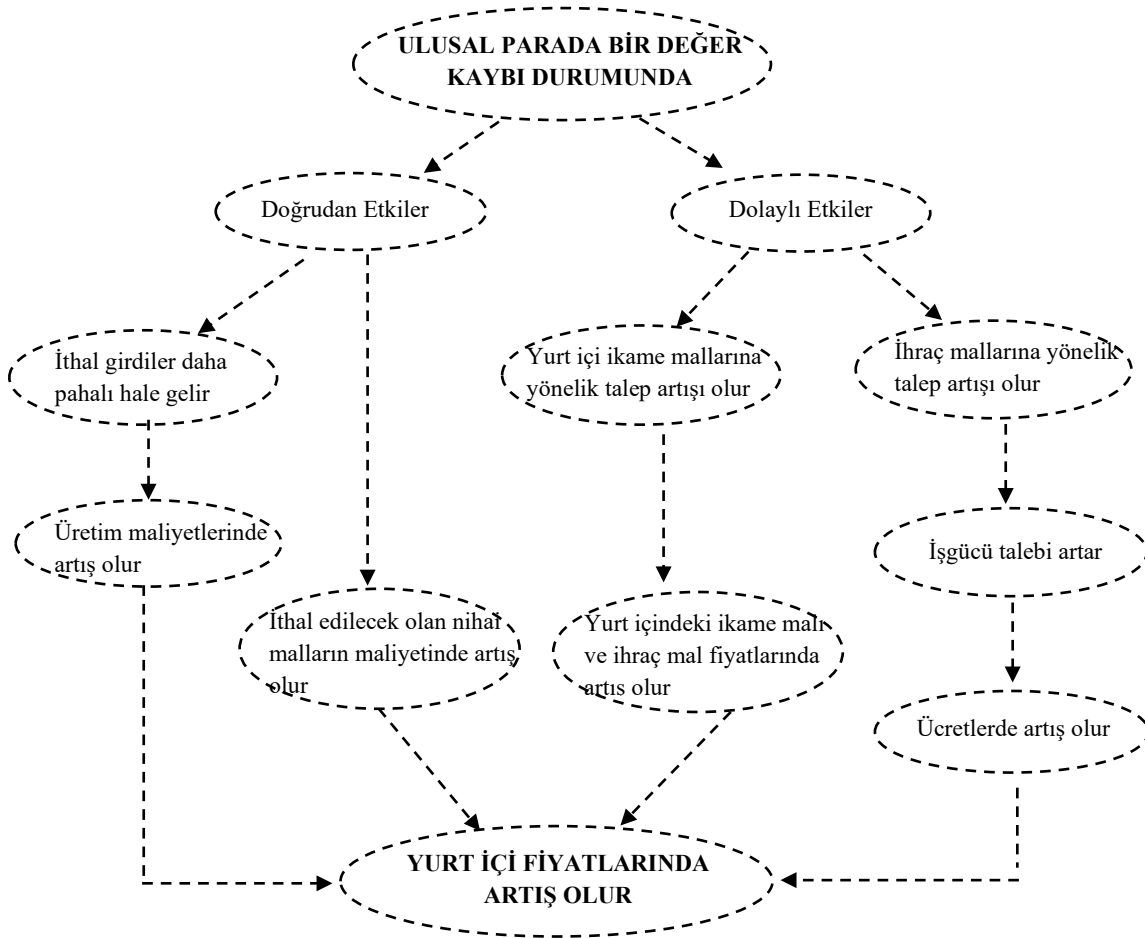 ULUSAL PARADA BİR DEĞER
KAYBI DURUMUNDA
Doğrudan Etkiler
Dolaylı Etkiler
İthal girdiler daha
pahalı hale gelir
Yurt içi ikame mallarına
yönelik talep artışı olur
İhraç mallarına yönelik
talep artışı olur
Üretim maliyetlerinde
artış olur
İşgücü talebi artar
İthal edilecek olan nihai
malların maliyetinde artış
olur
Yurt içindeki ikame malı
ve ihraç mal fiyatlarında
artıs olur
Ücretlerde artış olur
YURT İÇİ FİYATLARINDA
ARTIŞ OLUR